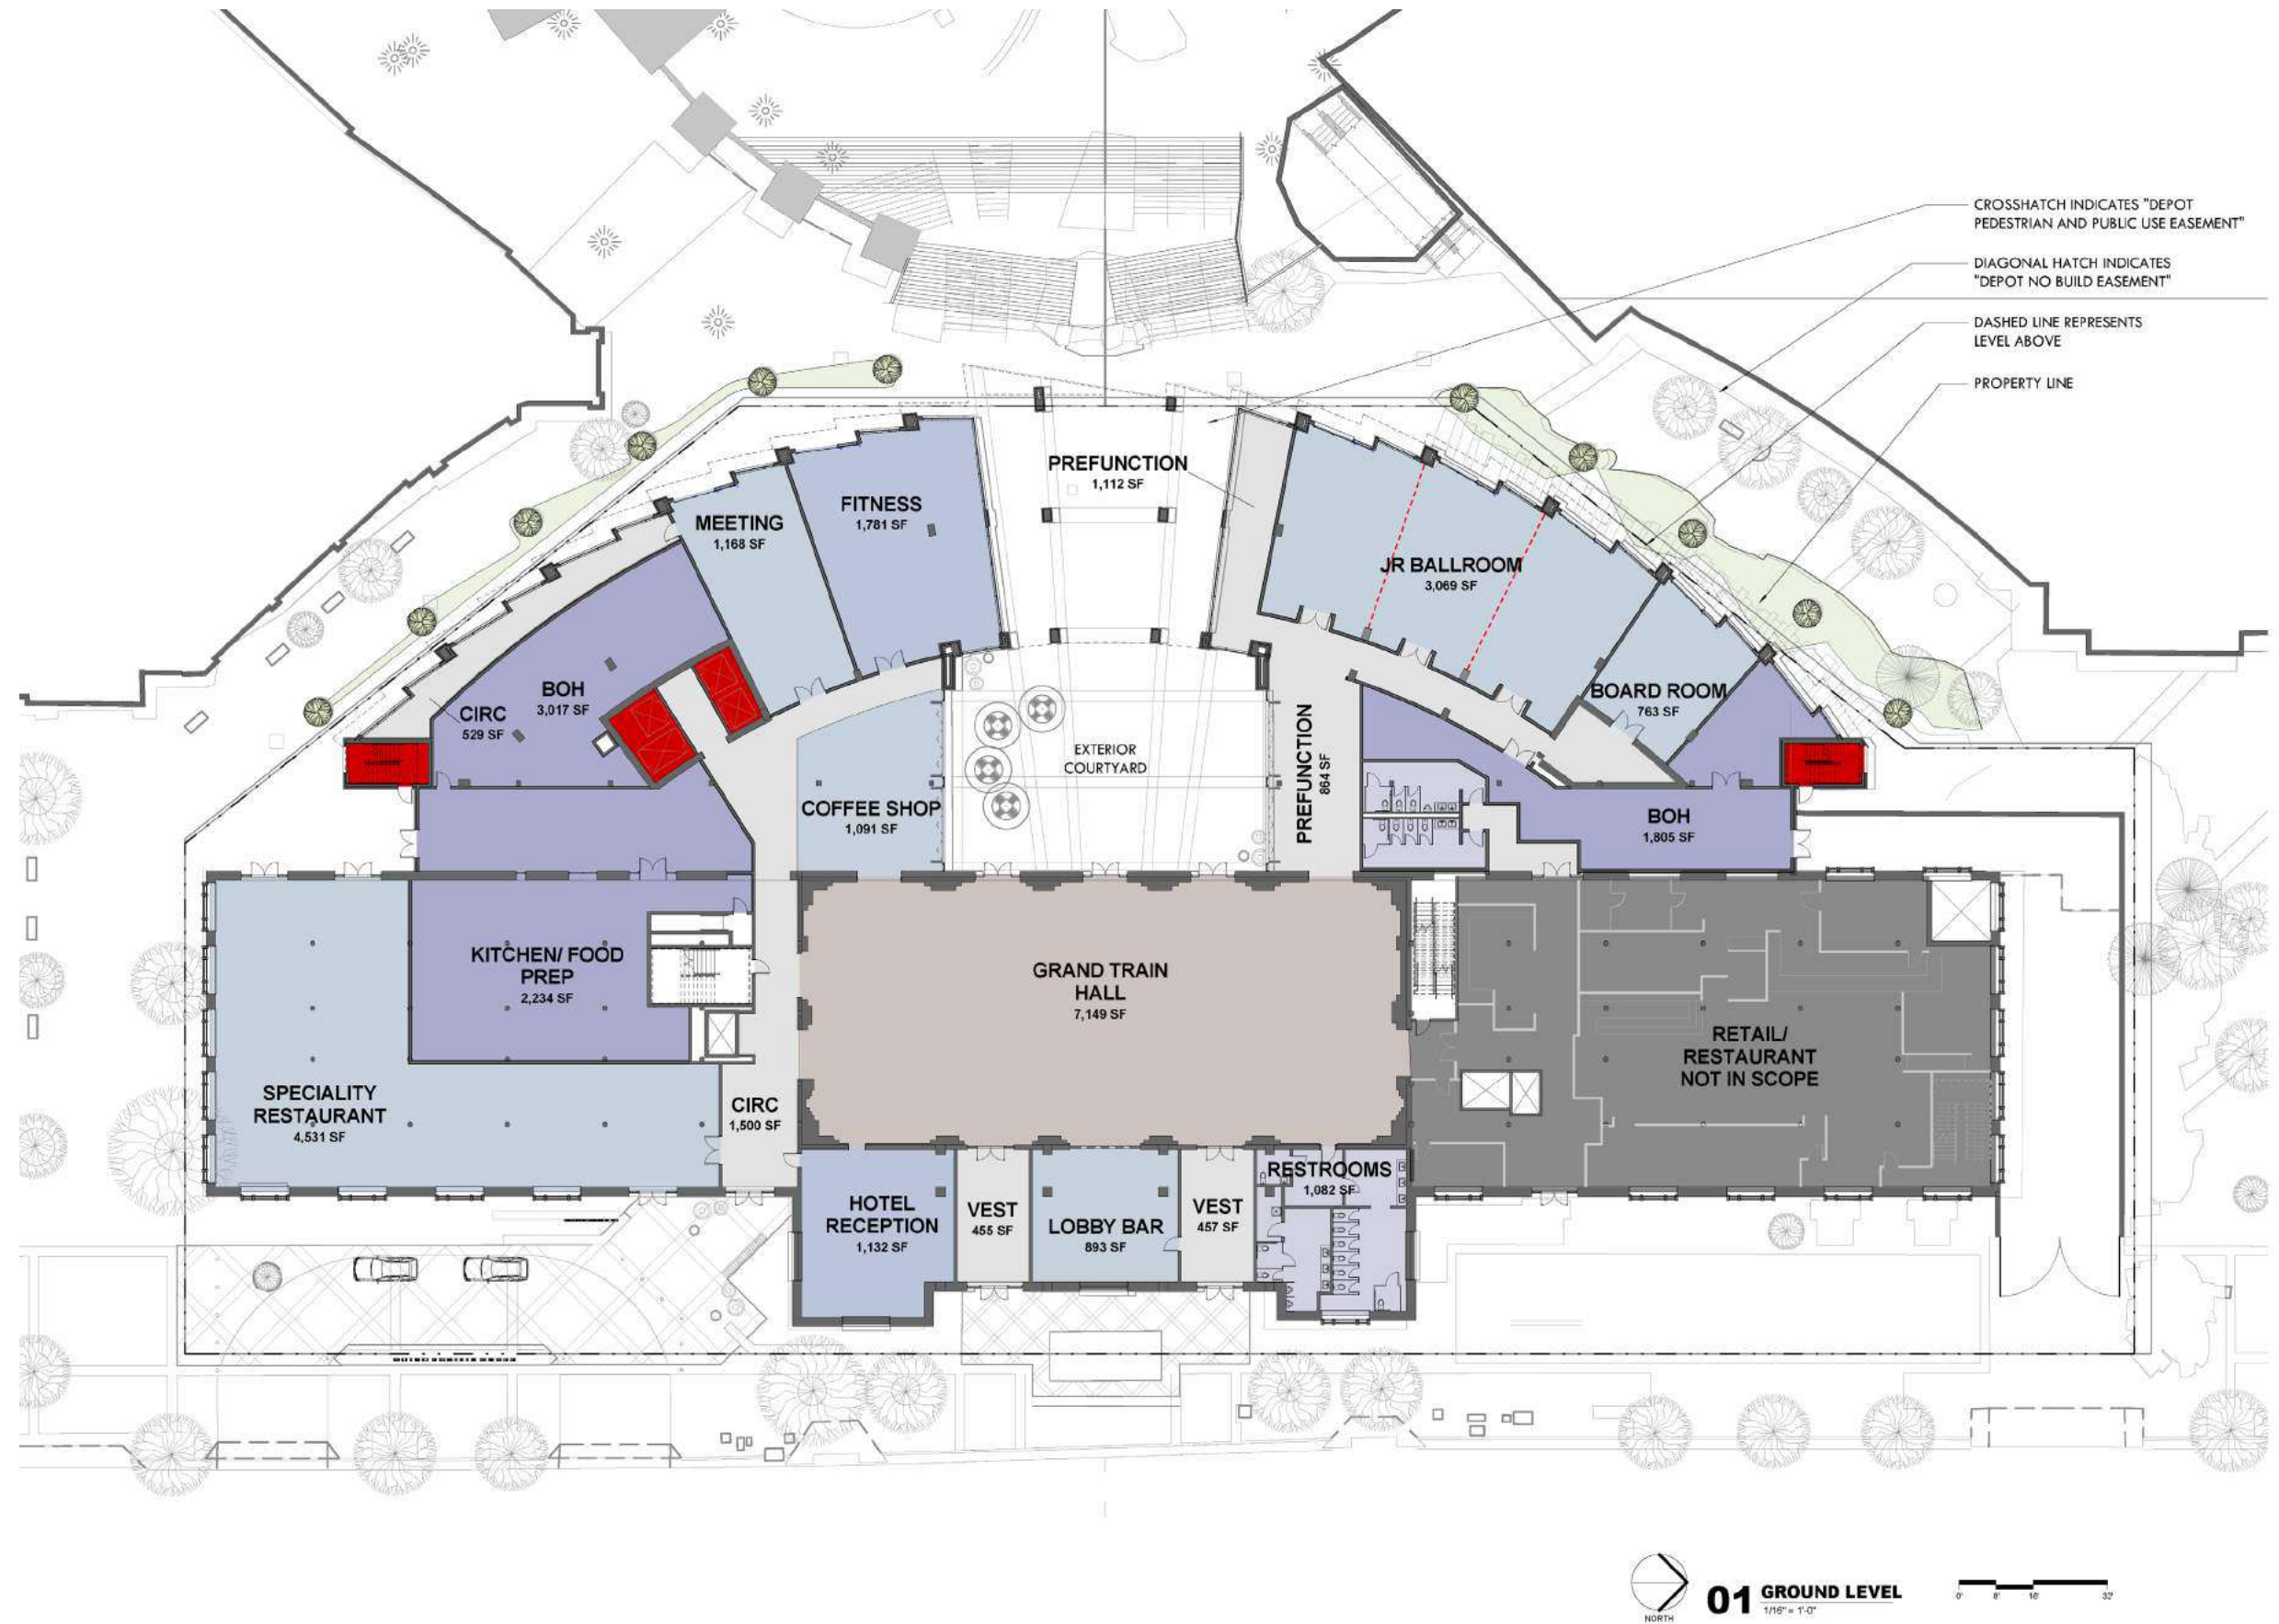 CROSSHATCH INDICATES "DEPOT
PEDESTRIAN AND PUBLIC USE EASEMENT"
DIAGONAL HATCH INDICATES
"DEPOT NO BUILD EASEMENT"
DASHED LINE REPRESENTS
LEVEL ABOVE
PROPERTY LINE
PREFUNCTION
1,112 SF
FITNESS
1,781 SF
MEETING
1,168 SF
JR BALLROOM
3,069 SF
BOH
3,017 SF
CIRC
529 SF
BOARD ROOM
763 SF
EXTERIOR
COURTYARD
PREFUNCTION
864 SF
COFFEE SHOP
1,091 SF
BOH
1,805 SF
KITCHEN/ FOOD
PREP
2,234 SF
GRAND TRAIN
HALL
7,149 SF
RETAIL/
RESTAURANT
NOT IN SCOPE
SPECIALITY
RESTAURANT
4,531 SF
CIRC
1,500 SF
RESTROOMS
1,082 SF
HOTEL
RECEPTION
1,132 SF
VEST
455 SF
LOBBY BAR
893 SF
VEST
457 SF
NORTH
01 GROUND LEVEL
1/16" = 1'-0"
0' 8' 16' 32'